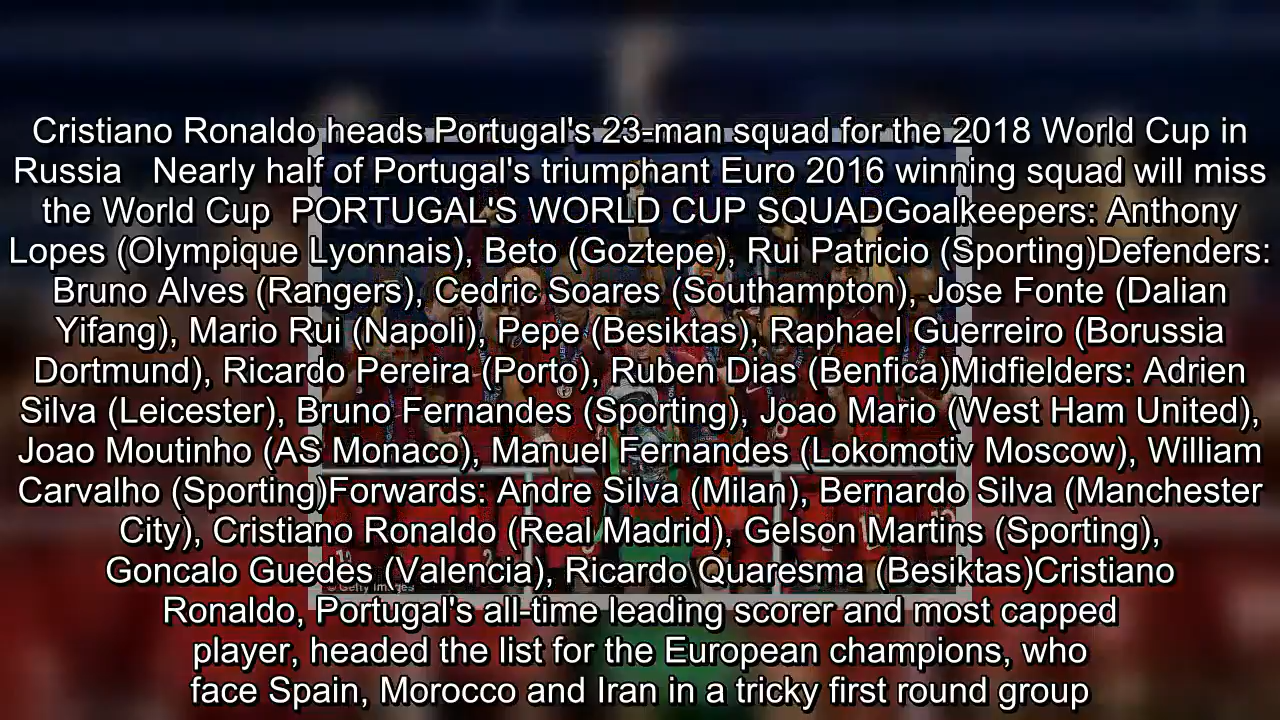 Cristiano Ronaldo heads Portugal's 23-man squad for the 2018 World Cup in
Russia   Nearly half of Portugal's triumphant Euro 2016 winning squad will miss
the World Cup  PORTUGAL'S WORLD CUP SQUADGoalkeepers: Anthony
Lopes (Olympique Lyonnais), Beto (Goztepe), Rui Patricio (Sporting)Defenders:
Bruno Alves (Rangers), Cedric Soares (Southampton), Jose Fonte (Dalian
Yifang), Mario Rui (Napoli), Pepe (Besiktas), Raphael Guerreiro (Borussia
Dortmund), Ricardo Pereira (Porto), Ruben Dias (Benfica)Midfielders: Adrien
Silva (Leicester), Bruno Fernandes (Sporting), Joao Mario (West Ham United),
Joao Moutinho (AS Monaco), Manuel Fernandes (Lokomotiv Moscow), William
Carvalho (Sporting)Forwards: Andre Silva (Milan), Bernardo Silva (Manchester
City), Cristiano Ronaldo (Real Madrid), Gelson Martins (Sporting),
Goncalo Guedes (Valencia), Ricardo Quaresma (Besiktas)Cristiano
© Getty Images
Ronaldo, Portugal's all-time leading scorer and most capped
player, headed the list for the European champions, who
face Spain, Morocco and Iran in a tricky first round group